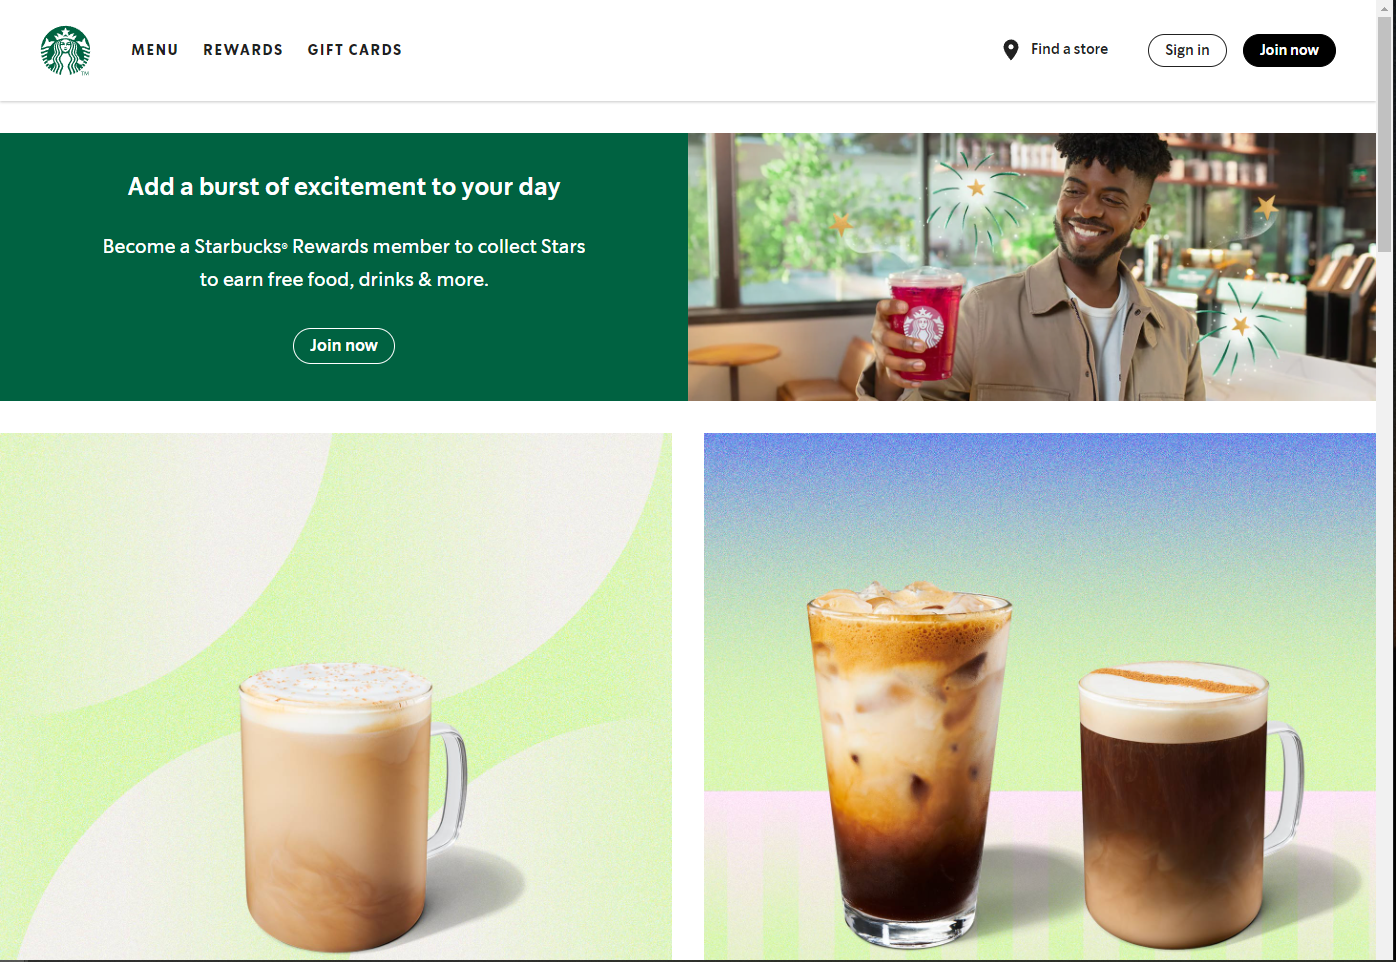 MENU
REWARDS
GIFT CARDS
Find a store
Sign in
Join now
Add a burst of excitement to your day
Become a Starbucks® Rewards member to collect Stars
to earn free food, drinks & more.
Join now
TM